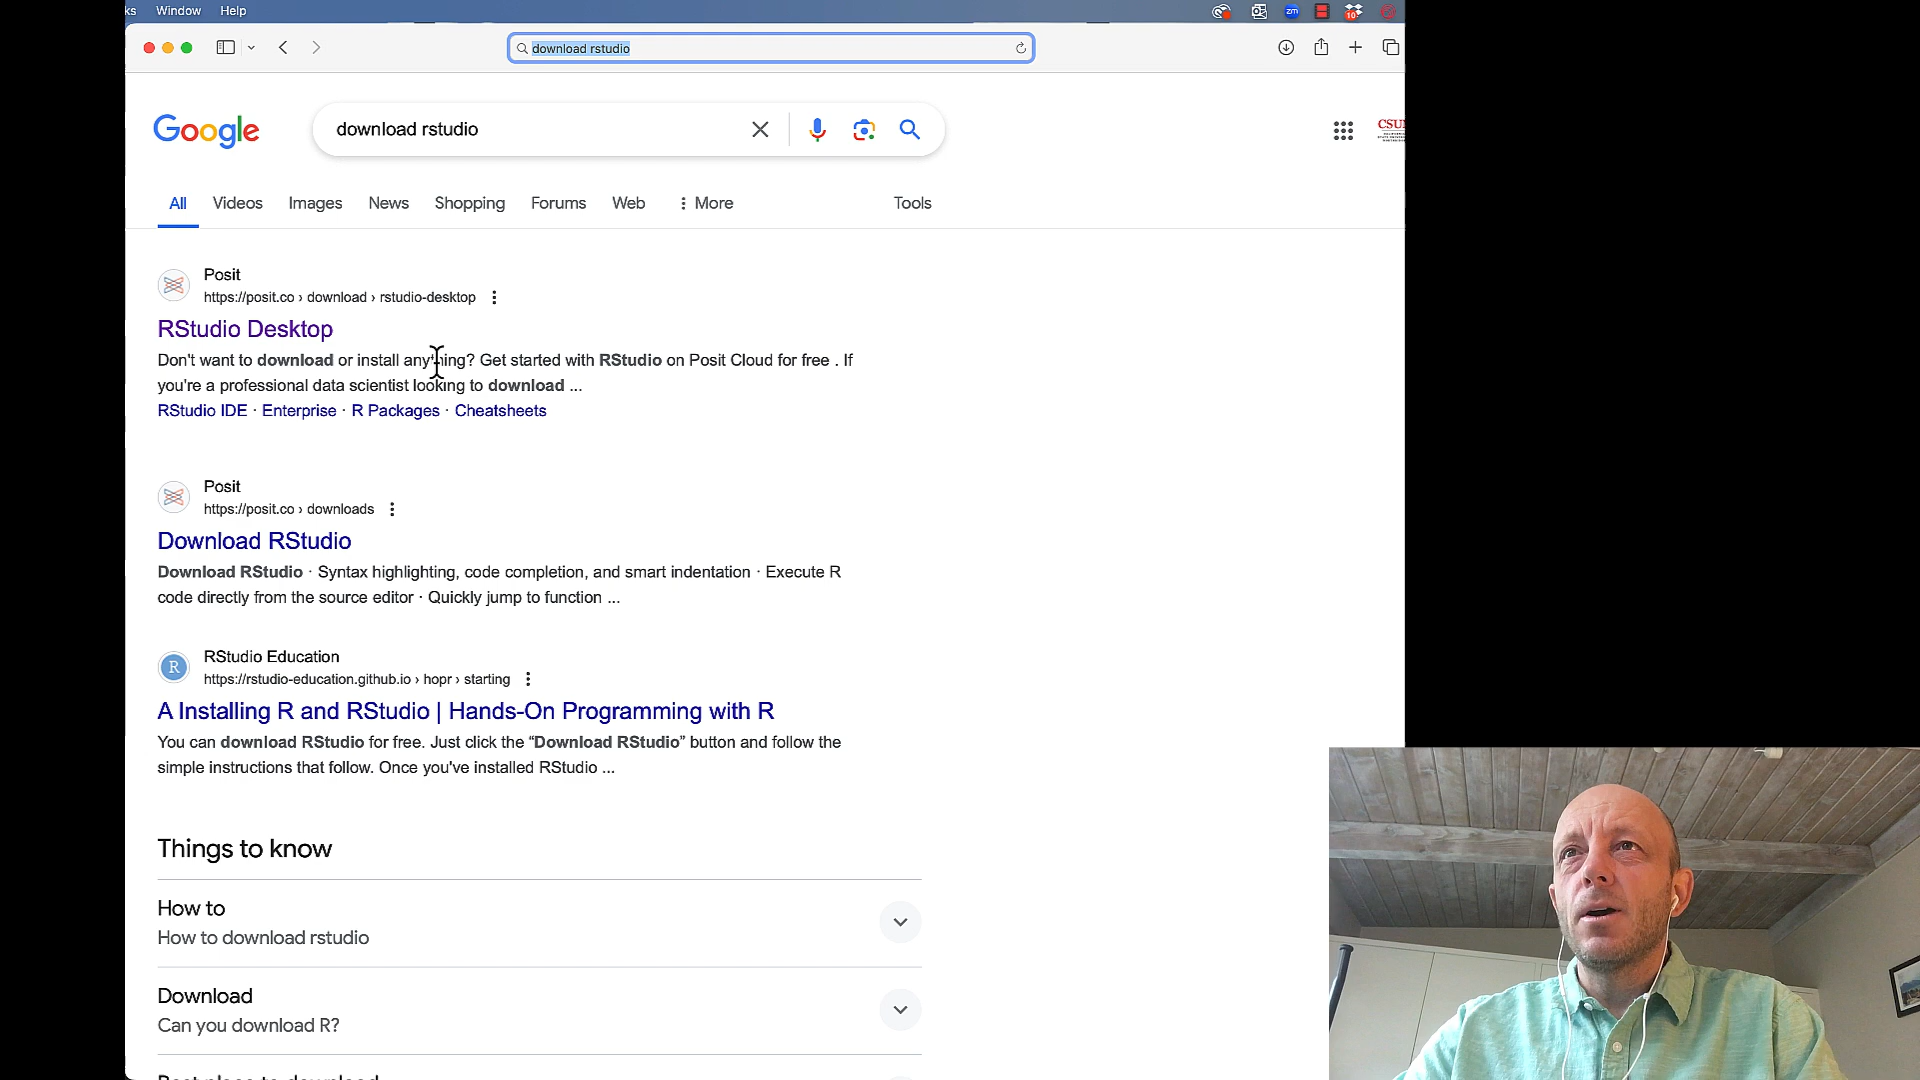 Window Help
zm
10
download rstudio
Google
download rstudio
CSUN
All Videos Images News Shopping Forums Web More Tools
Posit
https://posit.co › download › rstudio-desktop
RStudio Desktop
Don't want to download or install anything? Get started with RStudio on Posit Cloud for free . If
you're a professional data scientist looking to download ...
RStudio IDE · Enterprise · R Packages · Cheatsheets
Posit
https://posit.co › downloads
Download RStudio
Download RStudio · Syntax highlighting, code completion, and smart indentation · Execute R
code directly from the source editor · Quickly jump to function ...
R
RStudio Education
https://rstudio-education.github.io › hopr › starting
A Installing R and RStudio | Hands-On Programming with R
You can download RStudio for free. Just click the “Download RStudio” button and follow the
simple instructions that follow. Once you've installed RStudio ...
Things to know
How to
How to download rstudio
Download
Can you download R?